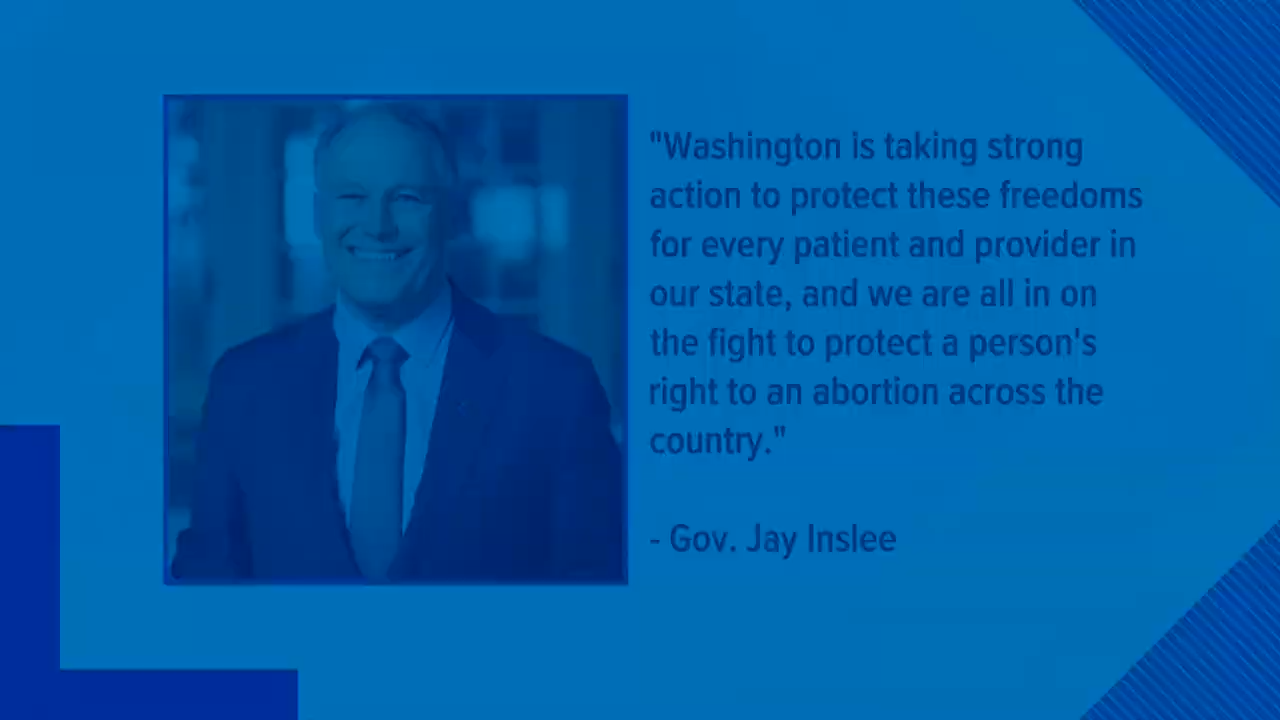 "Washington is taking strong
action to protect these freedoms
for every patient and provider in
our state, and we are all in on
the fight to protect a person's
right to an abortion across the
country."
- Gov. Jay Inslee